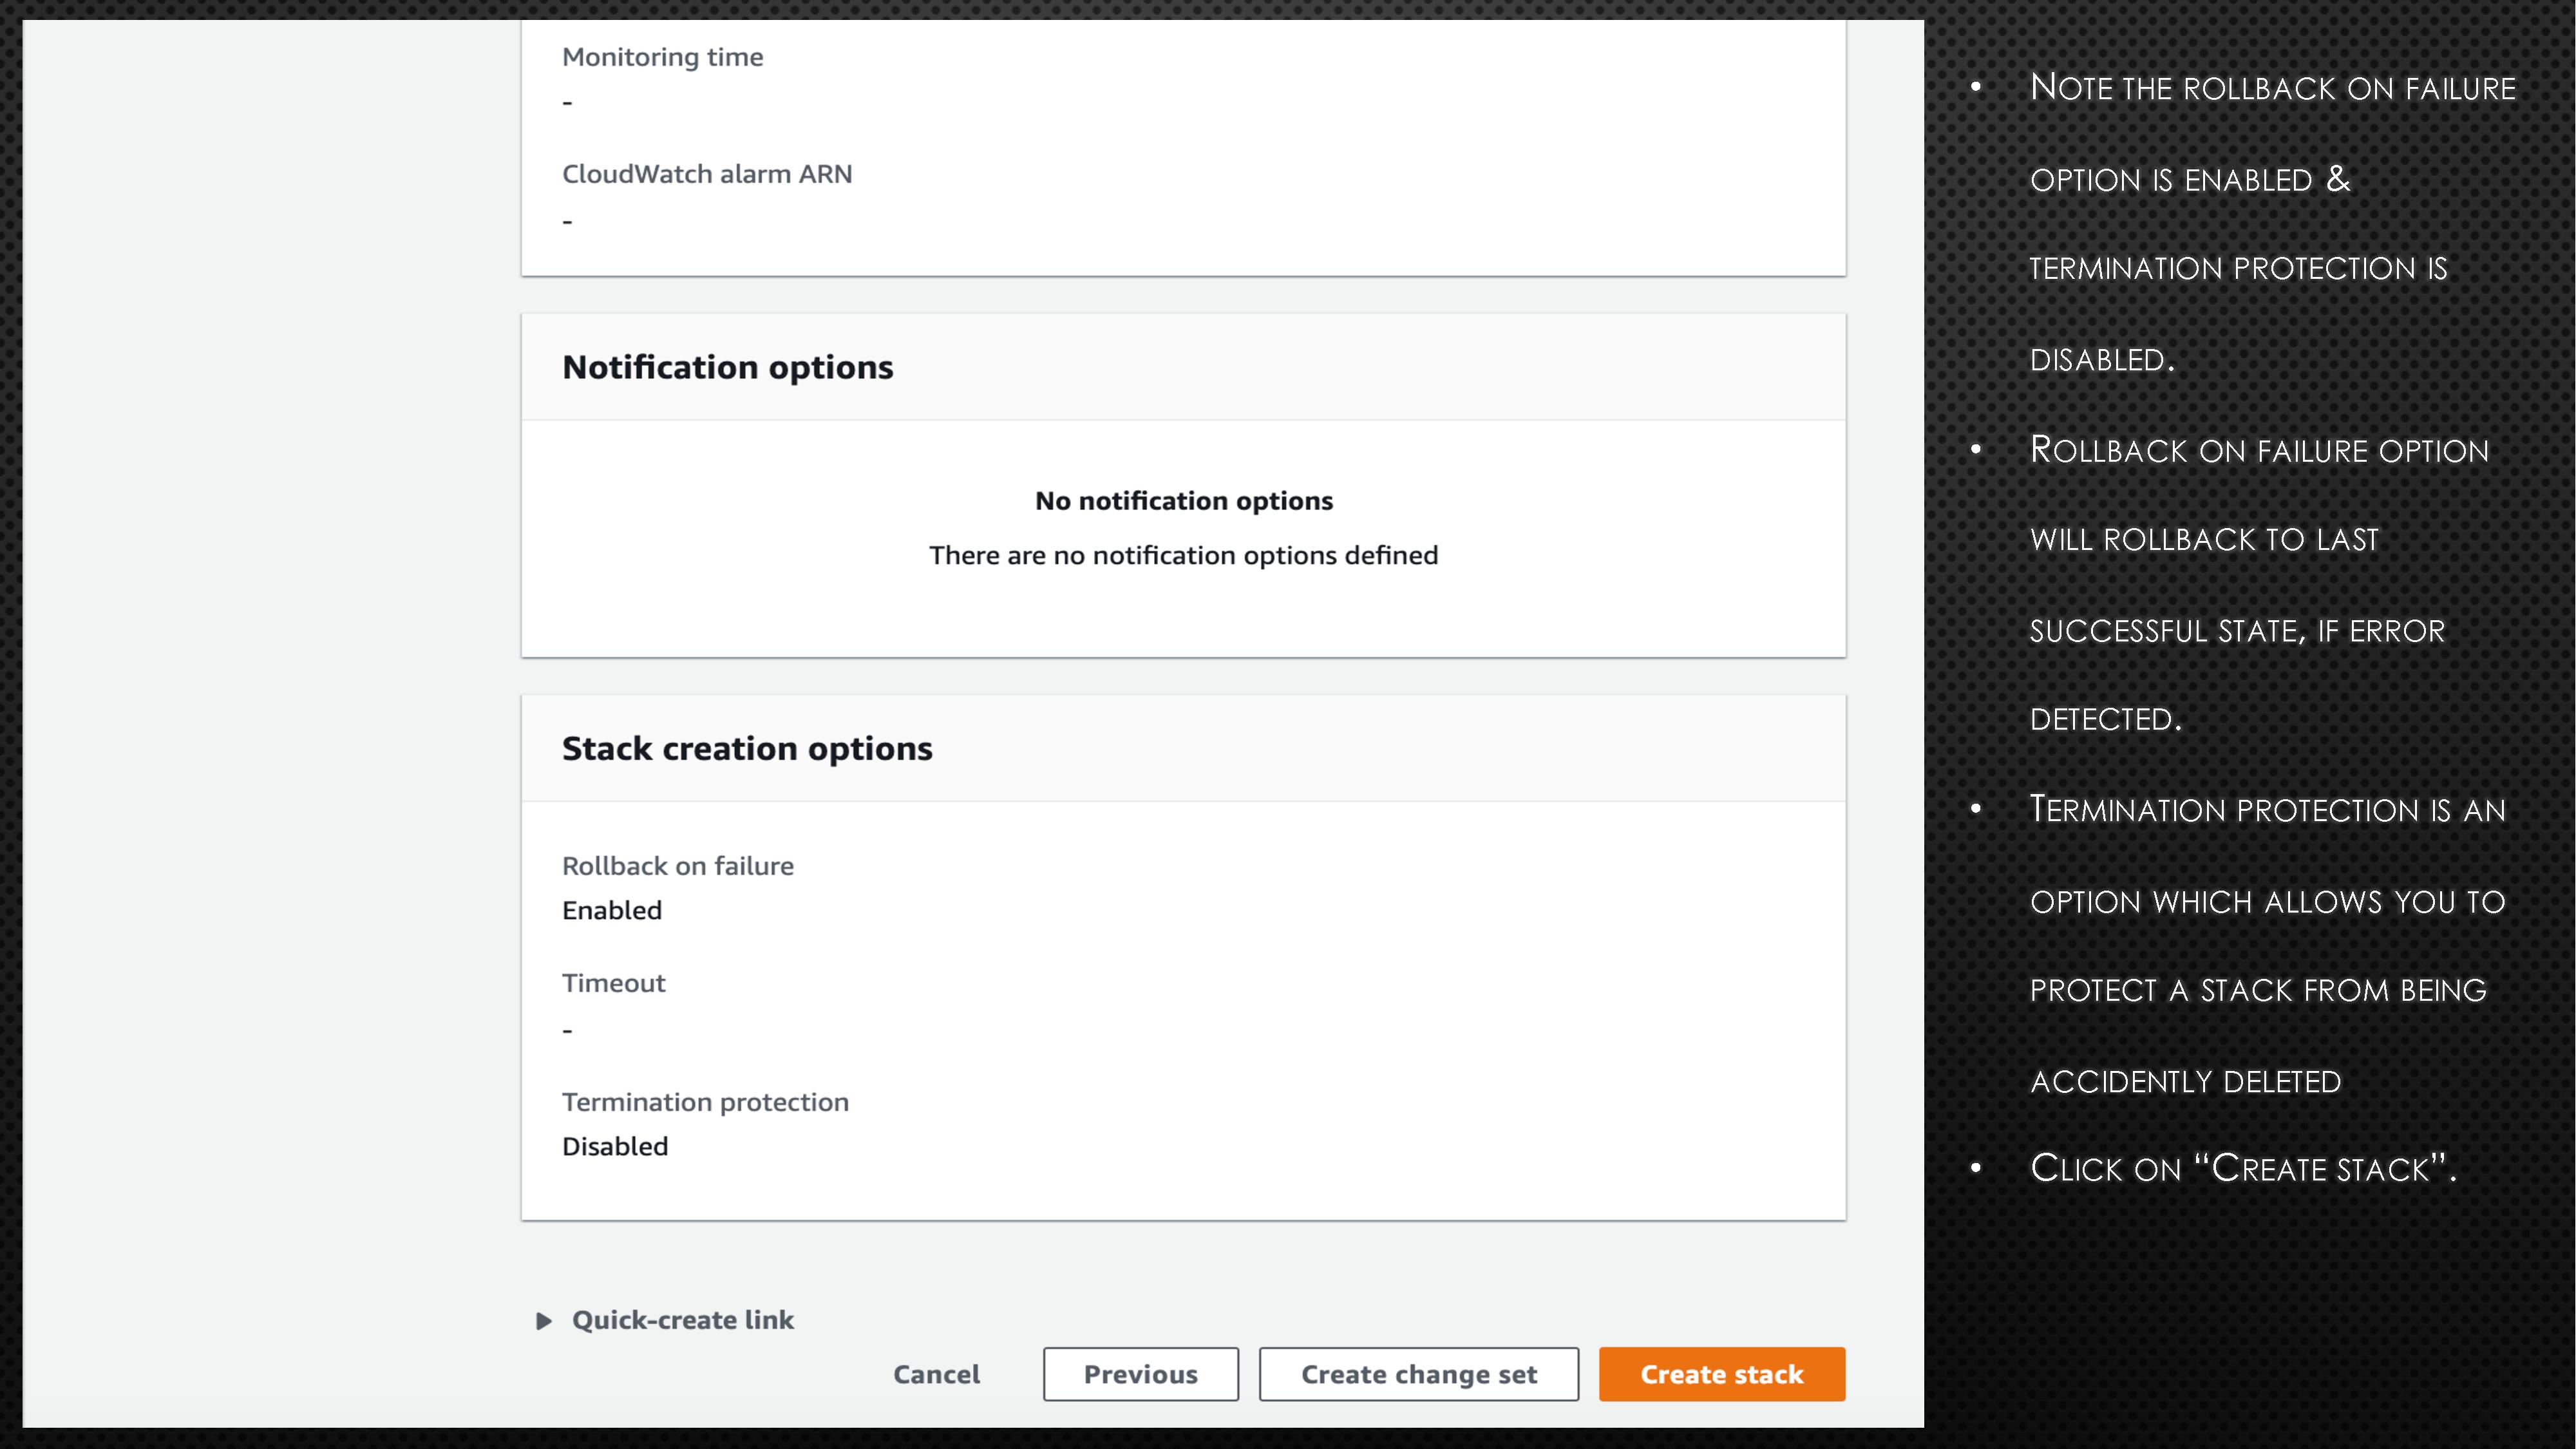 Monitoring time
-
CloudWatch alarm ARN
-
Notification options
No notification options
There are no notification options defined
Stack creation options
Rollback on failure
Enabled
Timeout
-
Termination protection
Disabled
Quick-create link
Cancel
Previous
Create change set
Create stack
• Note the rollback on failure
option is enabled &
termination protection is
disabled.
• Rollback on failure option
will rollback to last
successful state, if error
detected.
• Termination protection is an
option which allows you to
protect a stack from being
accidently deleted
• Click on “Create stack”.